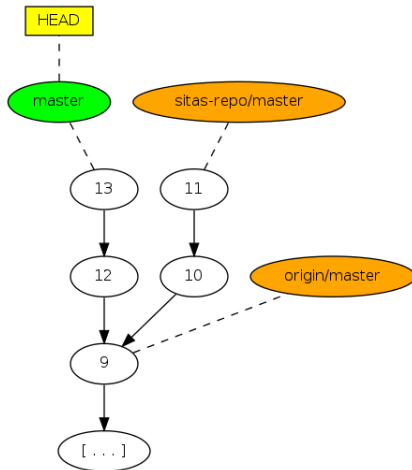 HEAD
master
sitas-repo/master
13
11
12
10
origin/master
9
[ . . . ]